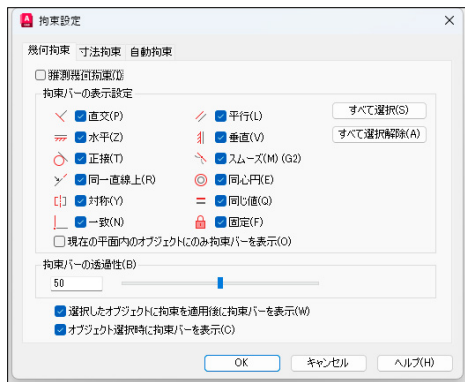 拘束設定
幾何拘束 寸法拘束 自動拘束
推測幾何拘束(I)
拘束バーの表示設定
直交(P) 平行(L) すべて選択(S)
水平(Z) 垂直(V) すべて選択解除(A)
正接(T) スムーズ(M) (G2)
同一直線上(R) 同心円(E)
対称(Y) 同じ値(Q)
一致(N) 固定(F)
現在の平面内のオブジェクトにのみ拘束バーを表示(O)
拘束バーの透過性(B)
50
選択したオブジェクトに拘束を適用後に拘束バーを表示(W)
オブジェクト選択時に拘束バーを表示(C)
OK キャンセル ヘルプ(H)